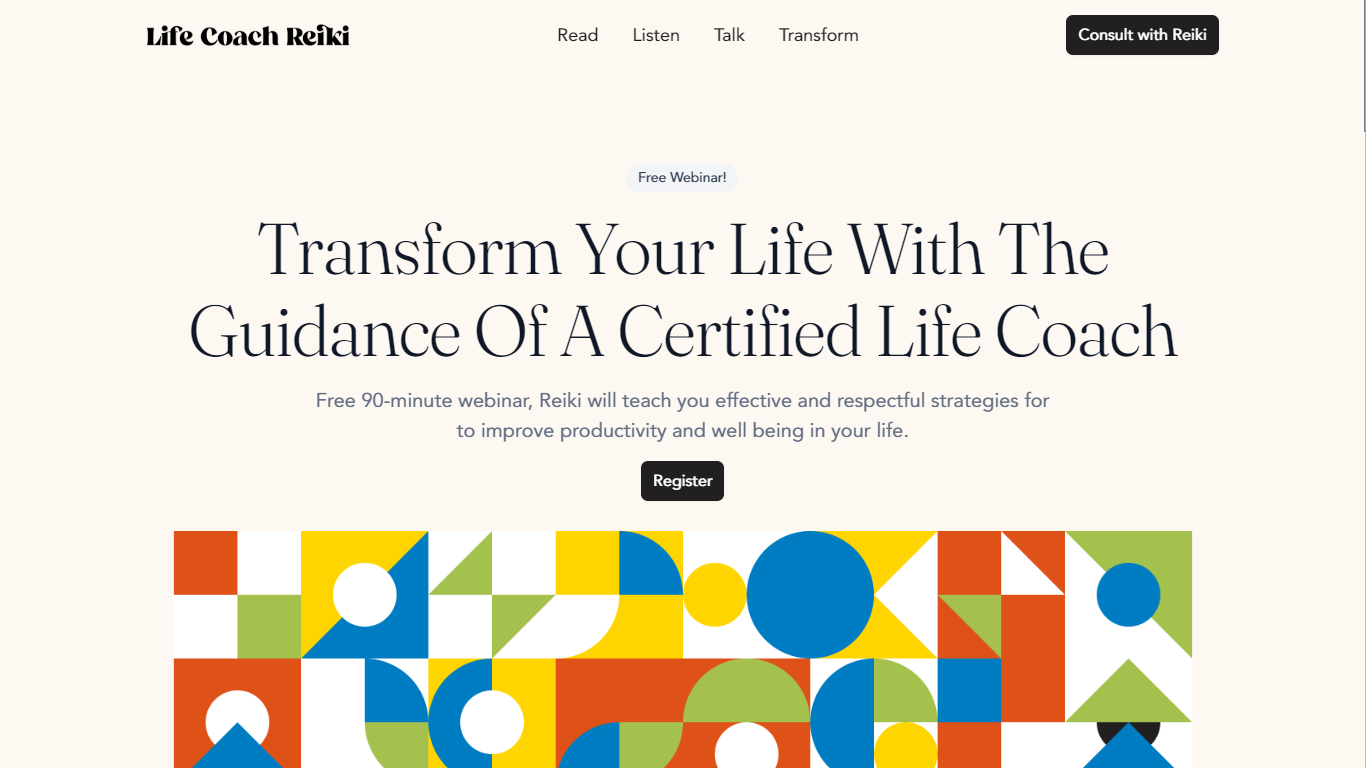 Life Coach Reiki
Read
Listen
Talk
Transform
Consult with Reiki
Free Webinar!
Transform Your Life With The
Guidance Of A Certified Life Coach
Free 90-minute webinar, Reiki will teach you effective and respectful strategies for
to improve productivity and well being in your life.
Register